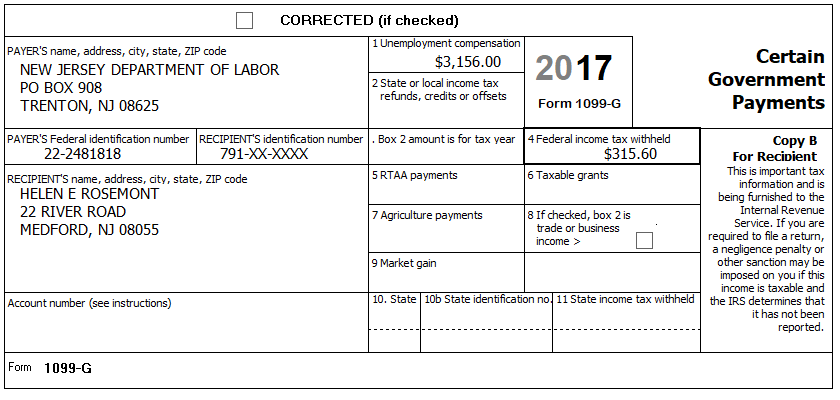 CORRECTED (if checked)
PAYER'S name, address, city, state, ZIP code
NEW JERSEY DEPARTMENT OF LABOR
PO BOX 908
TRENTON, NJ 08625
1 Unemployment compensation
$3,156.00
2 State or local income tax
refunds, credits or offsets
2017
Form 1099-G
Certain
Government
Payments
PAYER'S Federal identification number
22-2481818
RECIPIENT'S identification number
791-XX-XXXX
. Box 2 amount is for tax year
4 Federal income tax withheld
$315.60
Copy B
For Recipient
This is important tax
information and is
being furnished to the
Internal Revenue
Service. If you are
required to file a return,
a negligence penalty or
other sanction may be
imposed on you if this
income is taxable and
the IRS determines that
it has not been
reported.
RECIPIENT'S name, address, city, state, ZIP code
HELEN E ROSEMONT
22 RIVER ROAD
MEDFORD, NJ 08055
5 RTAA payments
6 Taxable grants
7 Agriculture payments
8 If checked, box 2 is
trade or business
income >
9 Market gain
Account number (see instructions)
10. State
10b State identification no.
11 State income tax withheld
Form 1099-G